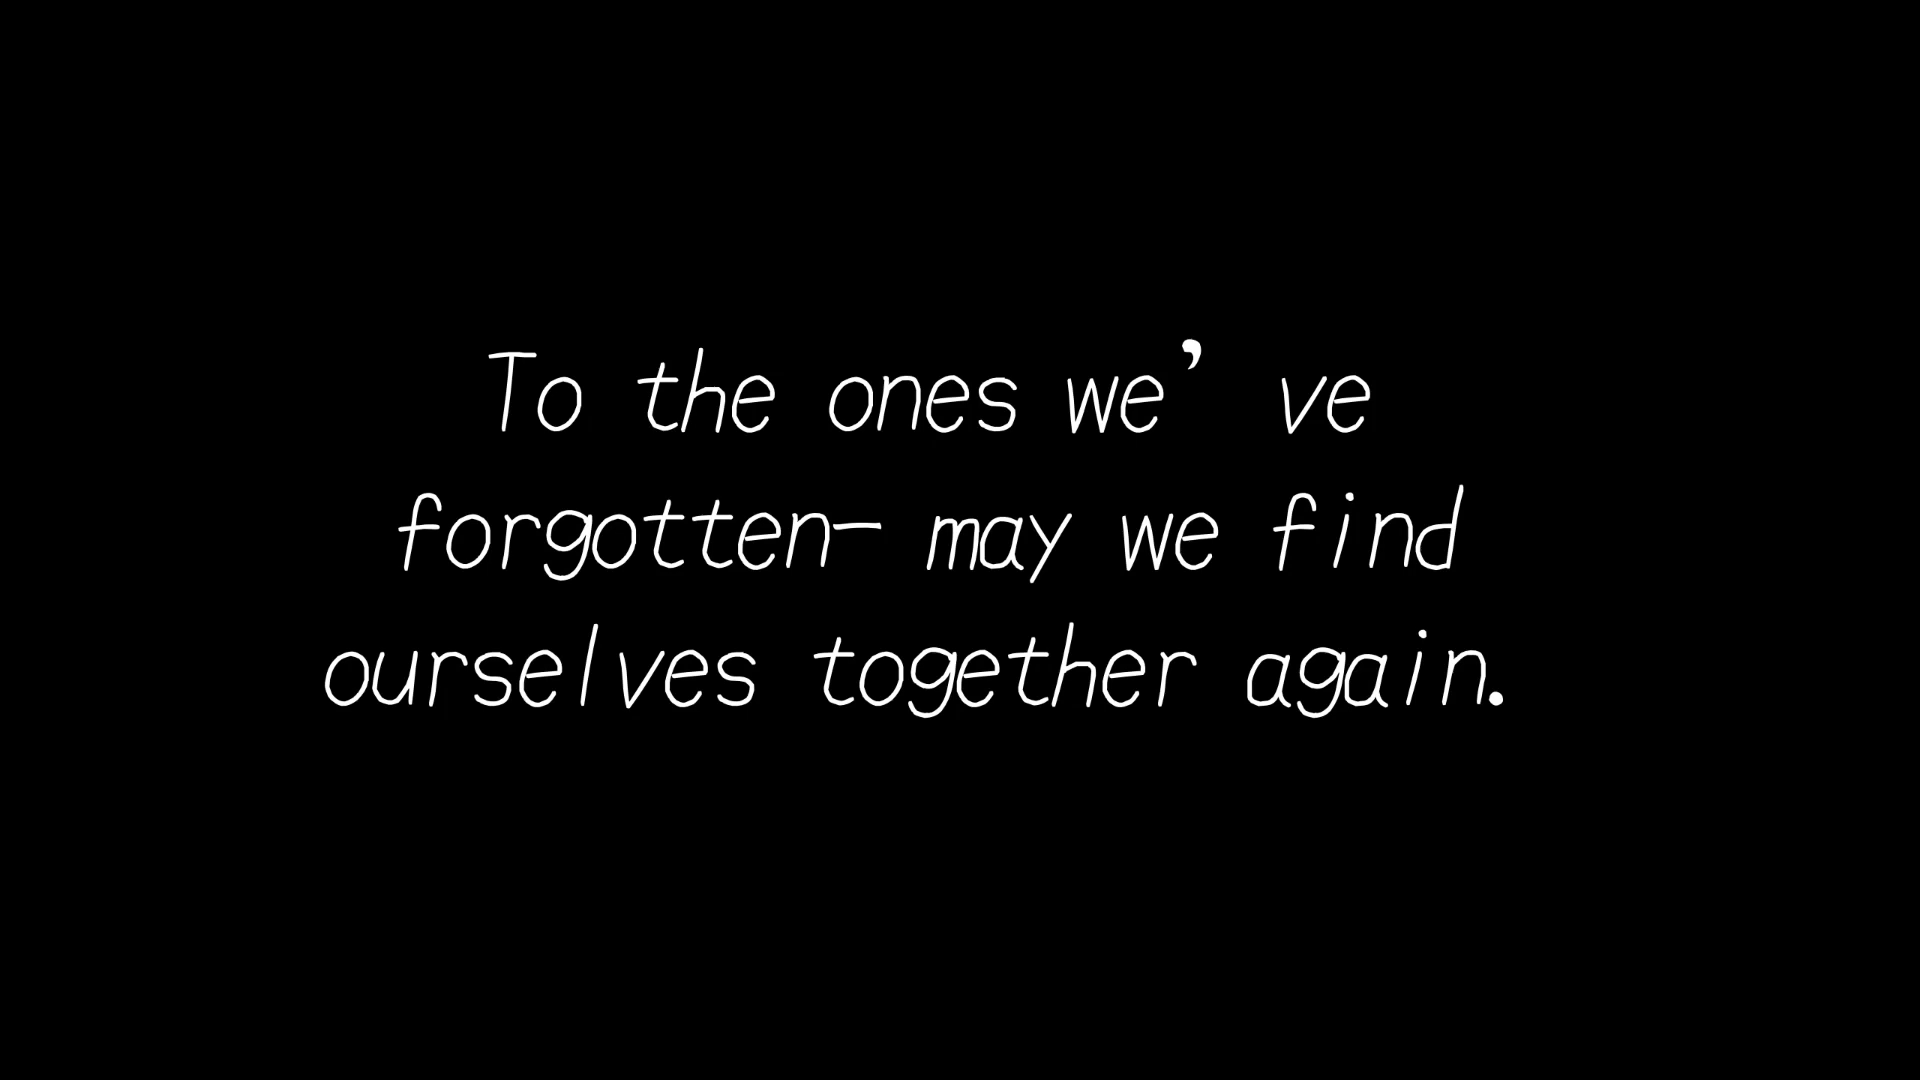 To the ones we’ve
forgotten— may we find
ourselves together again.